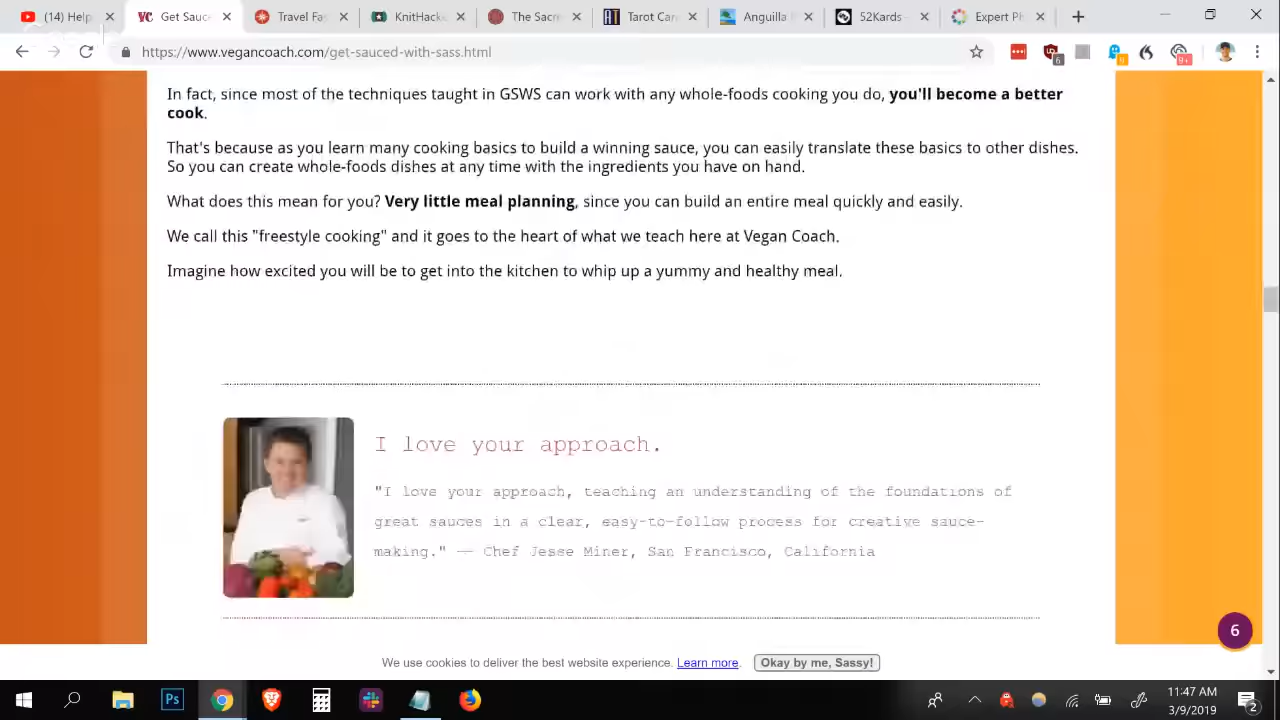 (14) Help
Get Sauc
Travel Fas
KnitHack
The Sacre
Tarot Car
Anguilla B
52Kards
Expert Ph
https://www.vegancoach.com/get-sauced-with-sass.html
6
9
9+
In fact, since most of the techniques taught in GSWS can work with any whole-foods cooking you do, you'll become a better
cook.
That's because as you learn many cooking basics to build a winning sauce, you can easily translate these basics to other dishes.
So you can create whole-foods dishes at any time with the ingredients you have on hand.
What does this mean for you? Very little meal planning, since you can build an entire meal quickly and easily.
We call this "freestyle cooking" and it goes to the heart of what we teach here at Vegan Coach.
Imagine how excited you will be to get into the kitchen to whip up a yummy and healthy meal.
I love your approach.
"I love your approach, teaching an understanding of the foundations of
great sauces in a clear, easy-to-follow process for creative sauce-
making." — Chef Jesse Miner, San Francisco, California
6
We use cookies to deliver the best website experience. Learn more. Okay by me, Sassy!
Ps
11:47 AM
3/9/2019
2